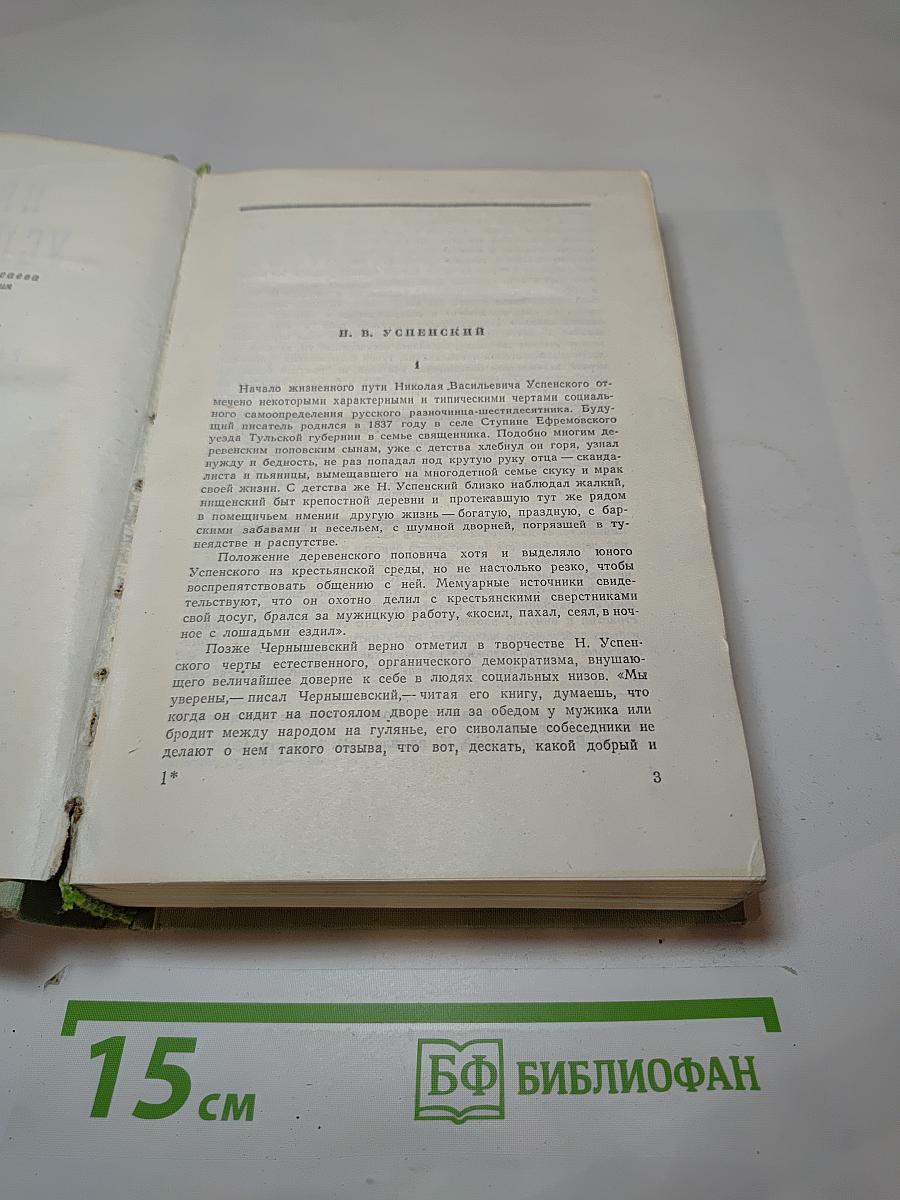 саева
ия
Н. В. УСПЕНСКИЙ
1
Начало жизненного пути Николая Васильевича Успенского от-
мечено некоторыми характерными и типическими чертами социаль-
ного самоопределения русского разночинца-шестидесятника. Буду-
щий писатель родился в 1837 году в селе Ступине Ефремовского
уезда Тульской губернии в семье священника. Подобно многим де-
ревенским поповским сынам, уже с детства хлебнул он горя, узнал
нужду и бедность, не раз попадал под крутую руку отца — сканда-
листа и пьяницы, вымещавшего на многодетной семье скуку и мрак
своей жизни. С детства же Н. Успенский близко наблюдал жалкий,
нищенский быт крепостной деревни и протекавшую тут же рядом
в помещичьем имении другую жизнь — богатую, праздную, с бар-
скими забавами и весельем, с шумной дворней, погрязшей в ту-
неядстве и распутстве.
Положение деревенского поповича хотя и выделяло юного
Успенского из крестьянской среды, но не настолько резко, чтобы
воспрепятствовать общению с ней. Мемуарные источники свиде-
тельствуют, что он охотно делил с крестьянскими сверстниками
свой досуг, брался за мужицкую работу, «косил, пахал, сеял, в ноч-
ное с лошадьми ездил».
Позже Чернышевский верно отметил в творчестве Н. Успен-
ского черты естественного, органического демократизма, внушаю-
щего величайшее доверие к себе в людях социальных низов. «Мы
уверены,— писал Чернышевский,— читая его книгу, думаешь, что
когда он сидит на постоялом дворе или за обедом у мужика или
бродит между народом на гулянье, его сиволапые собеседники не
делают о нем такого отзыва, что вот, дескать, какой добрый и
1*
3
15 см
БФ БИБЛИОФАН